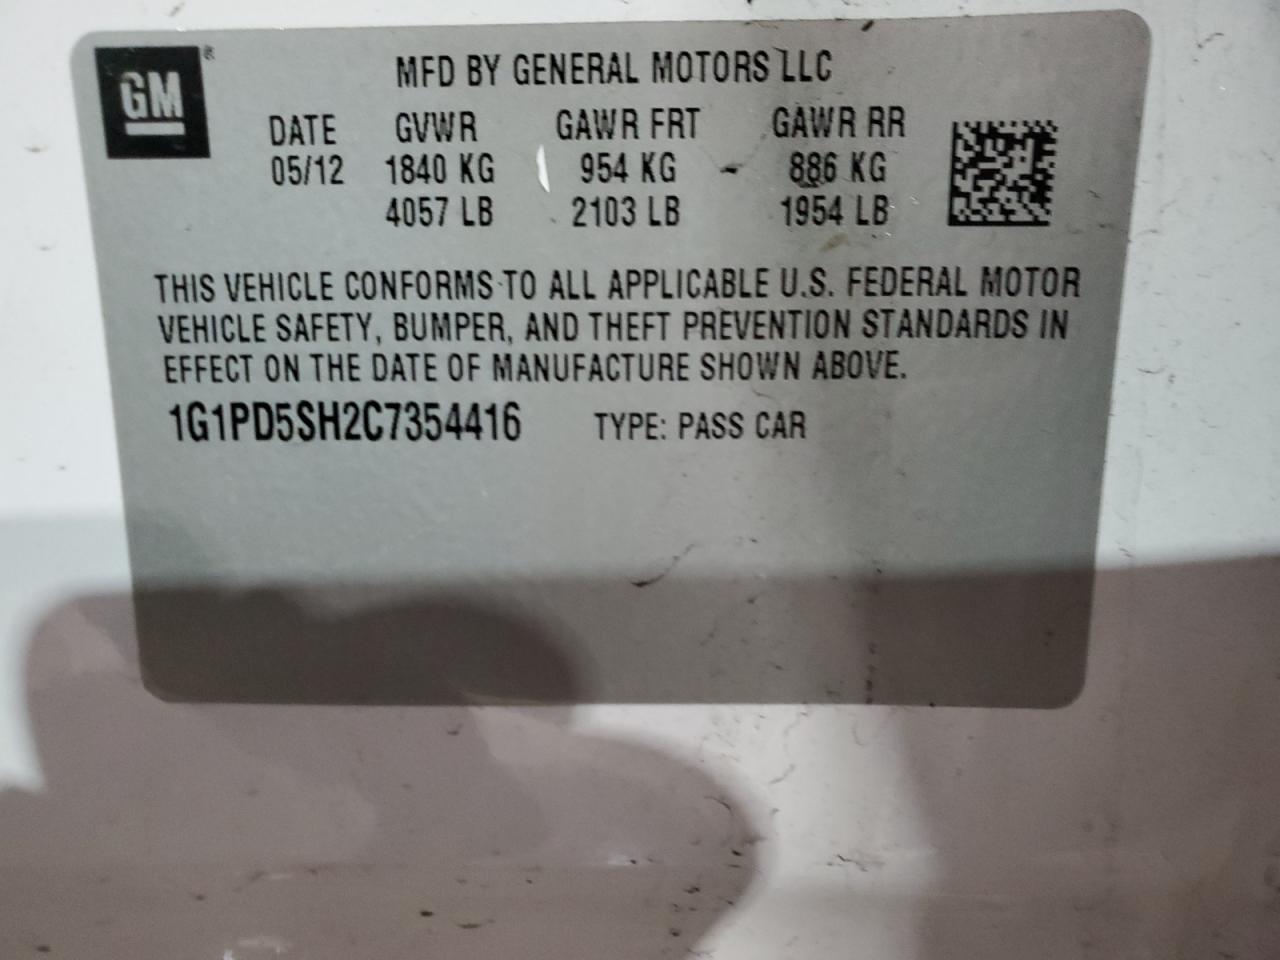 GM ®
MFD BY GENERAL MOTORS LLC
DATE GVWR GAWR FRT GAWR RR
05/12 1840 KG 954 KG 886 KG
4057 LB 2103 LB 1954 LB
THIS VEHICLE CONFORMS TO ALL APPLICABLE U.S. FEDERAL MOTOR
VEHICLE SAFETY, BUMPER, AND THEFT PREVENTION STANDARDS IN
EFFECT ON THE DATE OF MANUFACTURE SHOWN ABOVE.
1G1PD5SH2C7354416 TYPE: PASS CAR